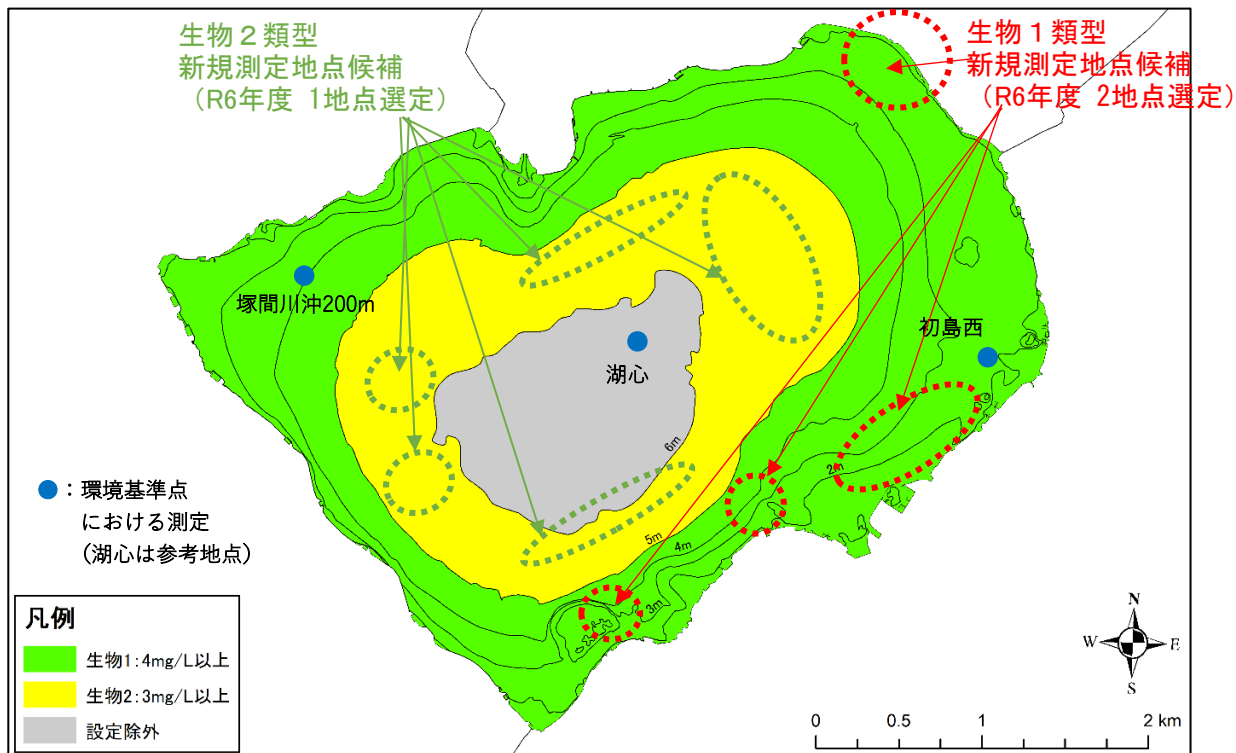 生物２類型
新規測定地点候補
（R6年度 1地点選定）
生物１類型
新規測定地点候補
（R6年度 2地点選定）
塚間川沖200m
初島西
湖心
6m
2m
5m
4m
3m
：環境基準点
における測定
(湖心は参考地点)
凡例
生物1:4mg/L以上
生物2:3mg/L以上
設定除外
N
W
E
S
0 0.5 1 2 km